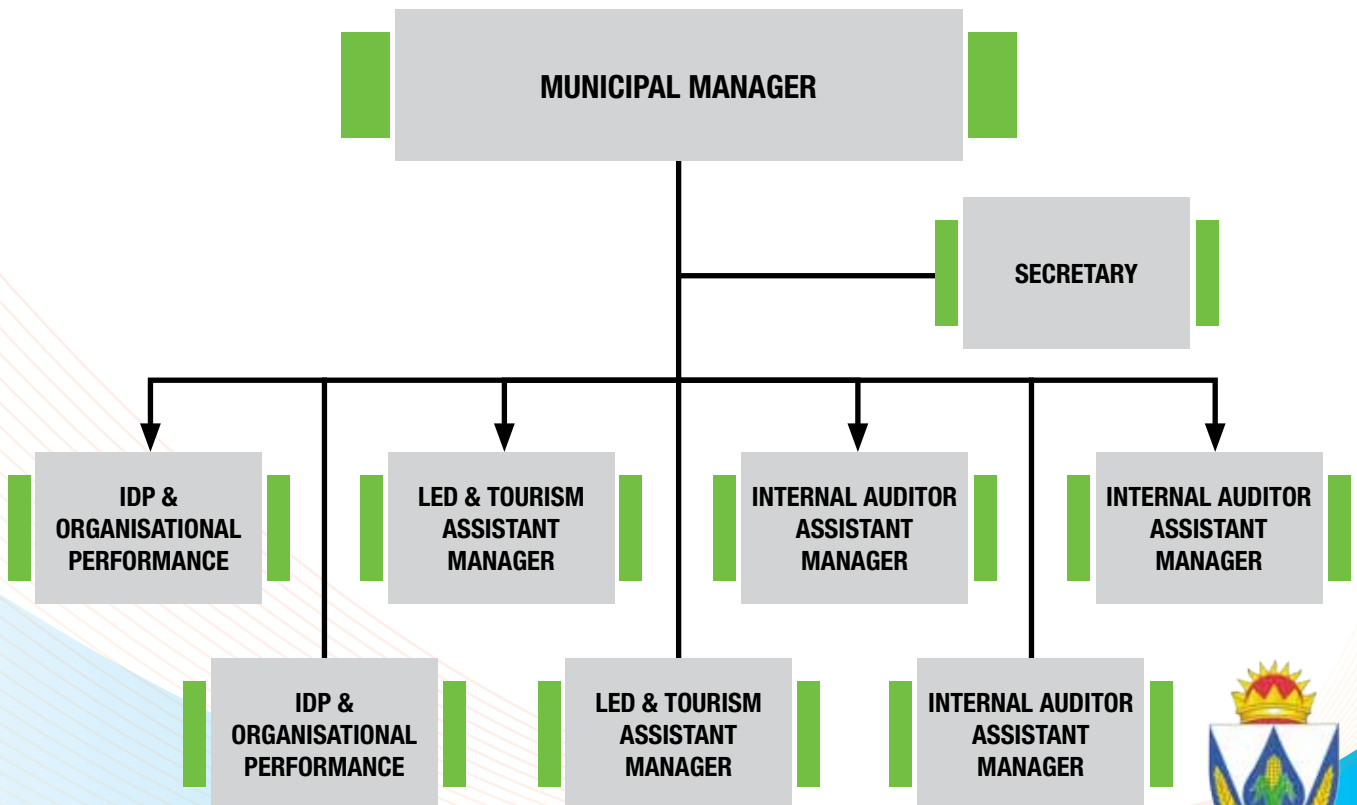 MUNICIPAL MANAGER
SECRETARY
IDP &
ORGANISATIONAL
PERFORMANCE
LED & TOURISM
ASSISTANT
MANAGER
INTERNAL AUDITOR
ASSISTANT
MANAGER
INTERNAL AUDITOR
ASSISTANT
MANAGER
IDP &
ORGANISATIONAL
PERFORMANCE
LED & TOURISM
ASSISTANT
MANAGER
INTERNAL AUDITOR
ASSISTANT
MANAGER